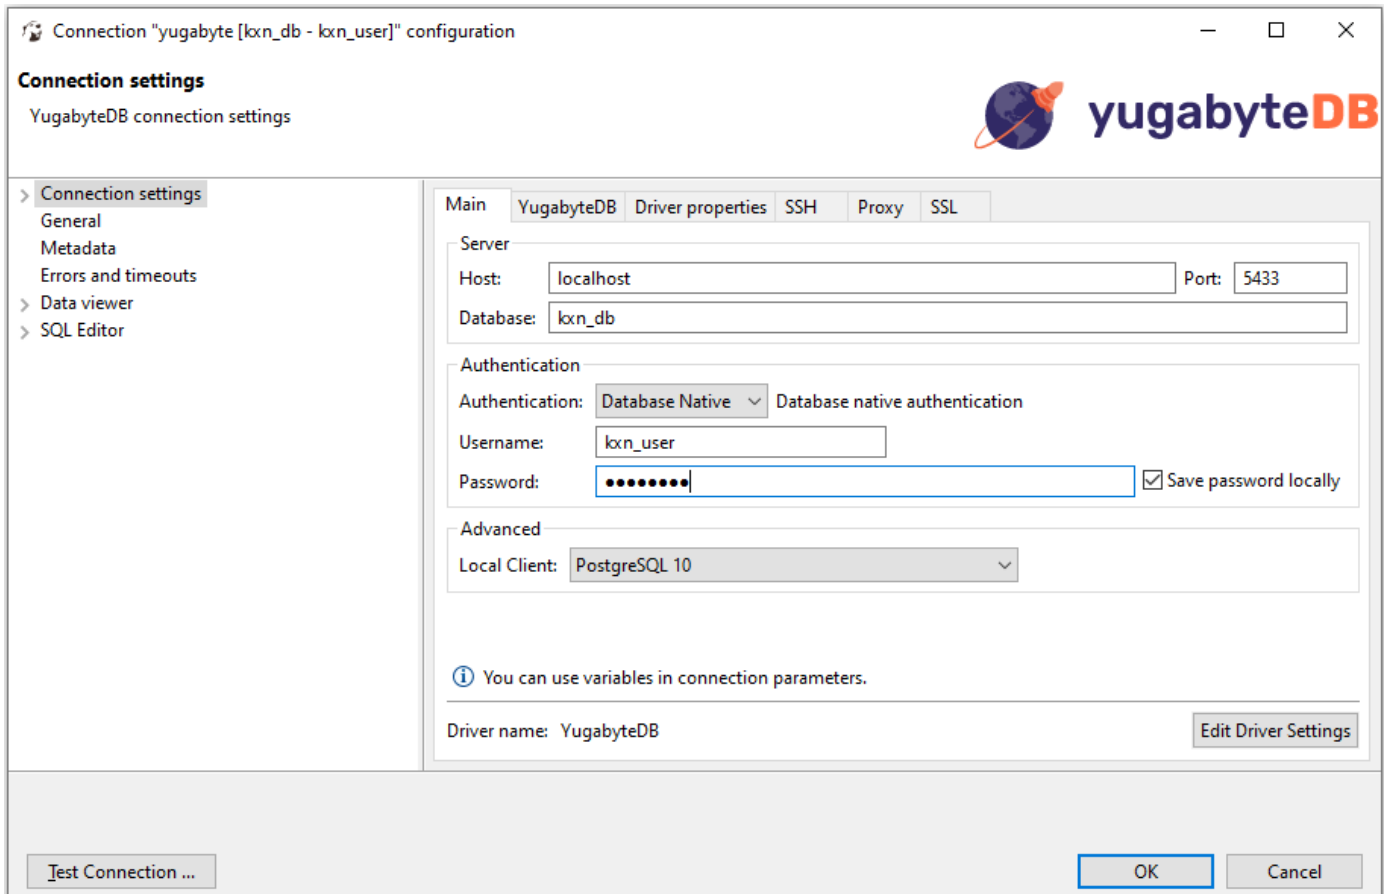 Connection "yugabyte [kxn_db - kxn_user]" configuration
Connection settings
YugabyteDB connection settings
yugabyteDB
Connection settings
General
Metadata
Errors and timeouts
Data viewer
SQL Editor
Main YugabyteDB Driver properties SSH Proxy SSL
Server
Host: localhost Port: 5433
Database: kxn_db
Authentication
Authentication: Database Native Database native authentication
Username: kxn_user
Password: •••••••• Save password locally
Advanced
Local Client: PostgreSQL 10
You can use variables in connection parameters.
Driver name: YugabyteDB Edit Driver Settings
Test Connection ... OK Cancel